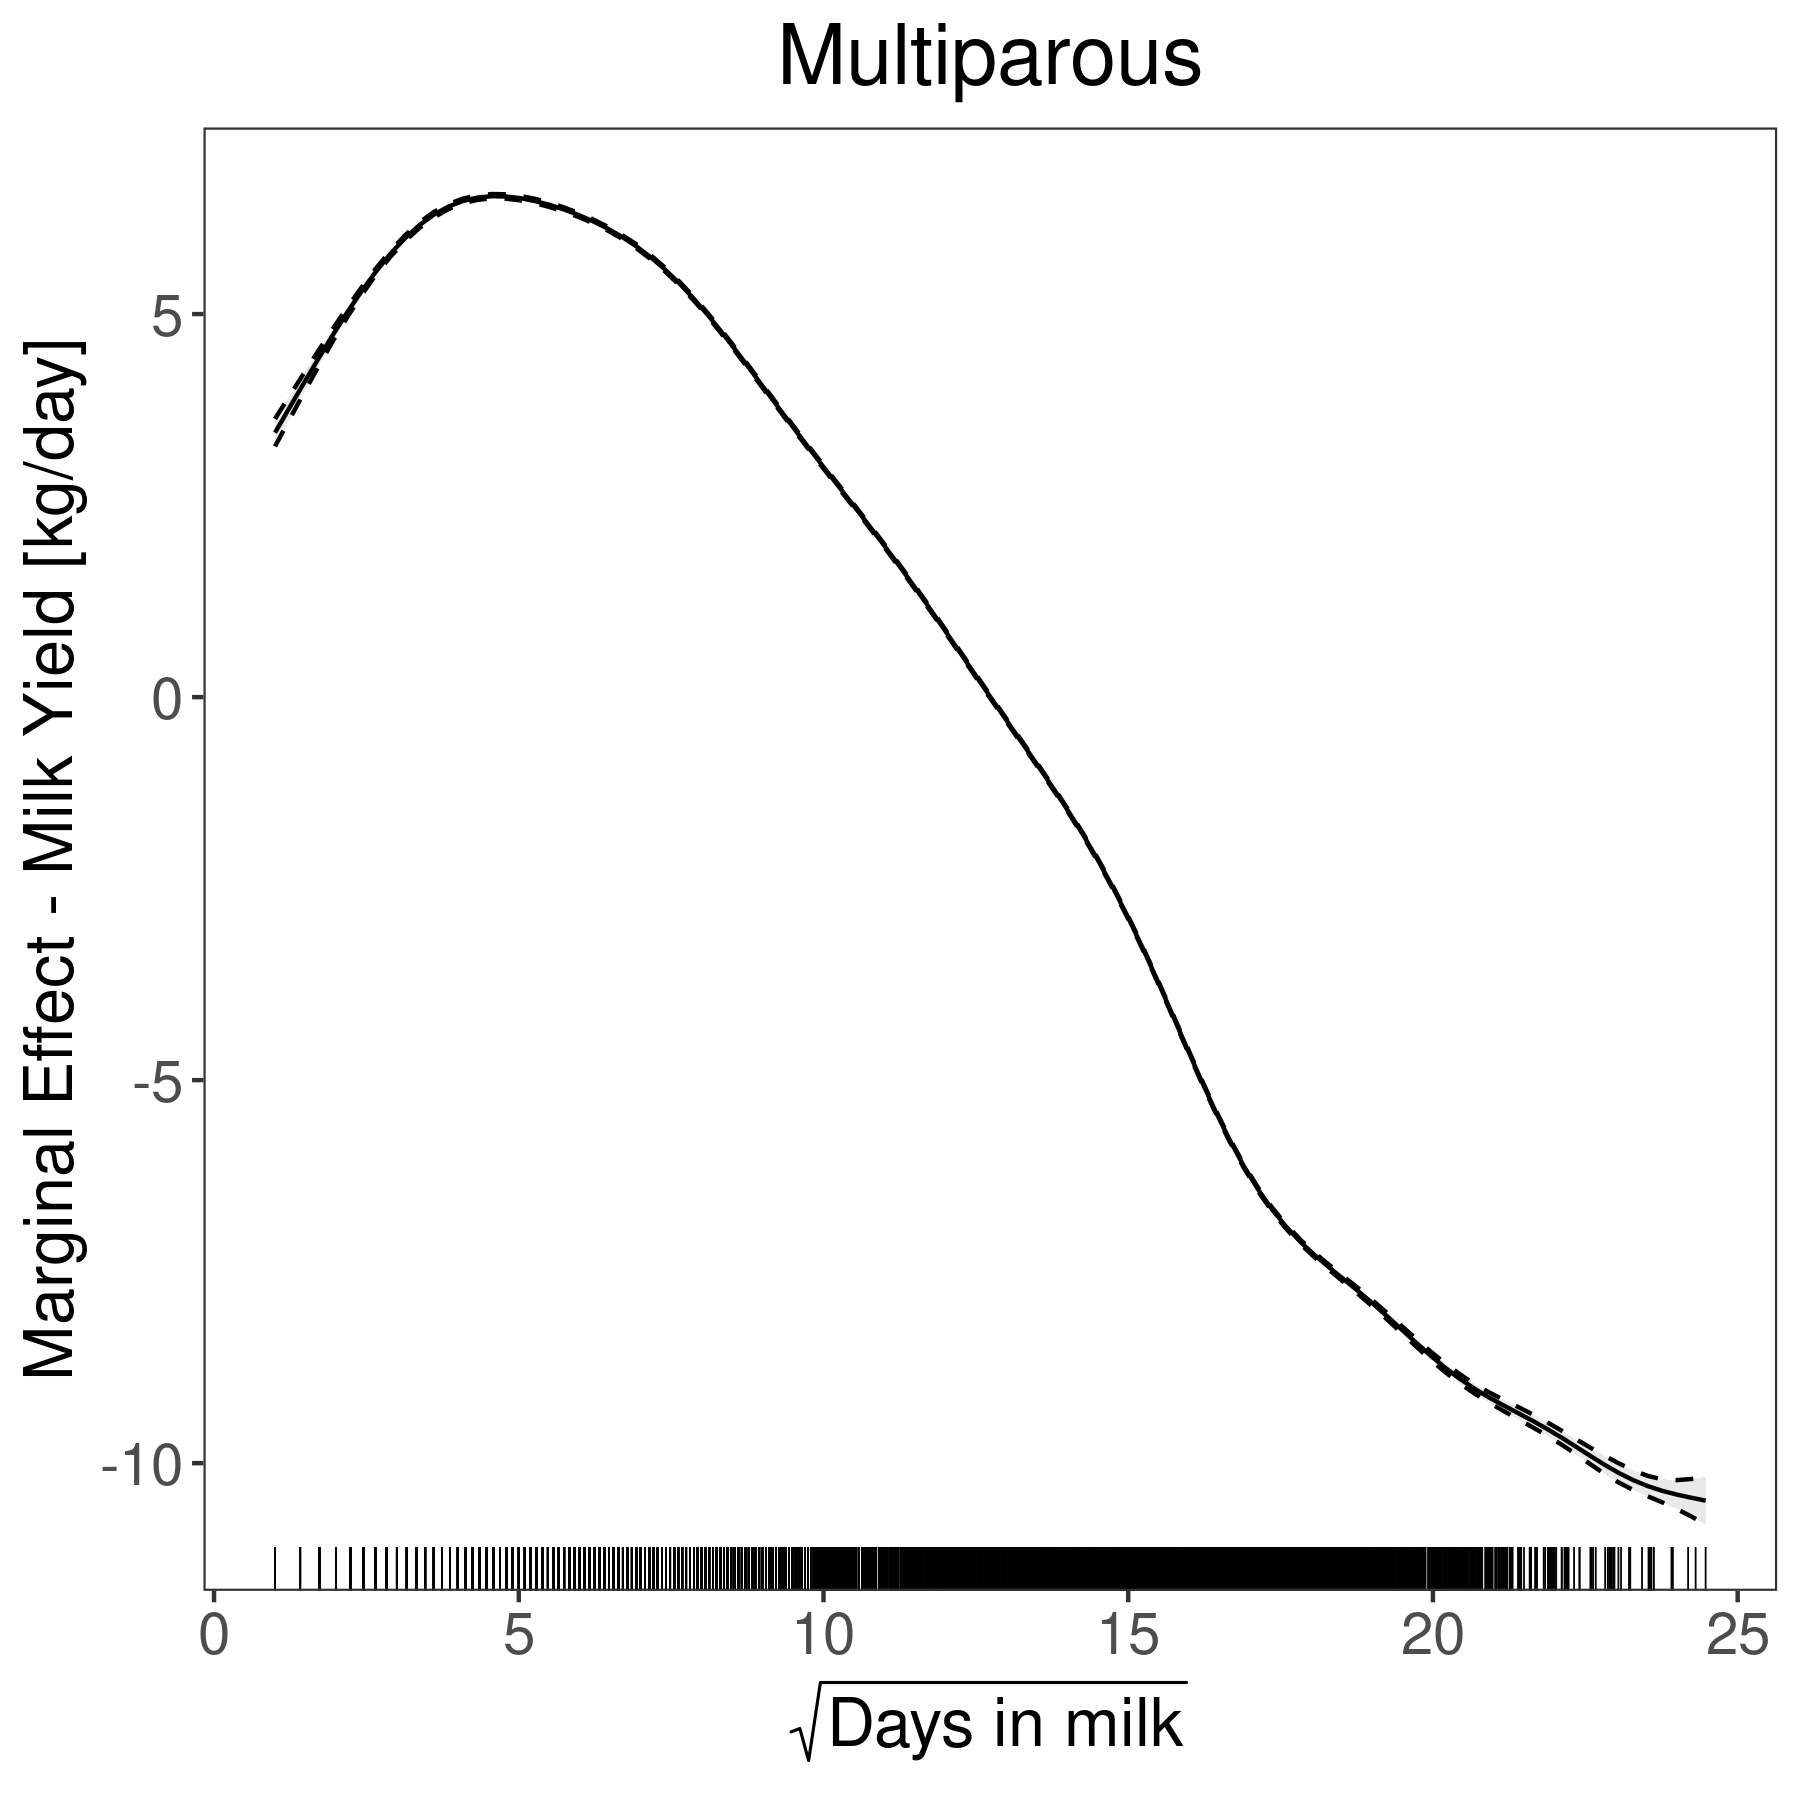 Multiparous
Marginal Effect - Milk Yield [kg/day]
5
0
-5
-10
0 5 10 15 20 25
√Days in milk